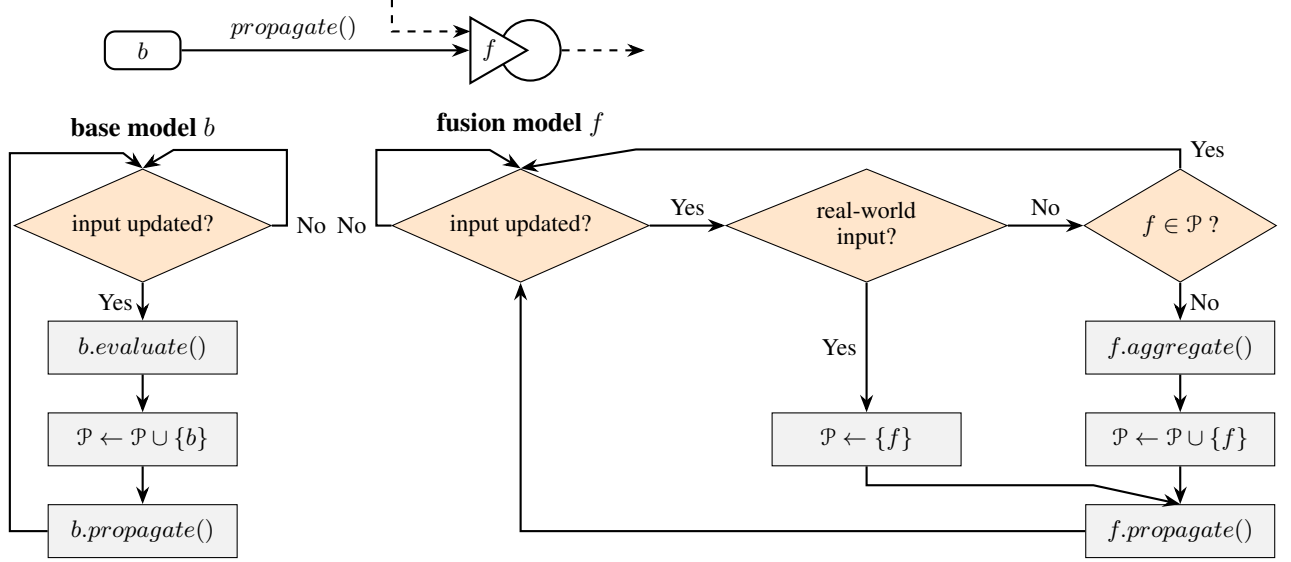 propagate()
b
f
base model b
fusion model f
input updated?
No
Yes
b.evaluate()
𝒫 ← 𝒫 ∪ {b}
b.propagate()
No
input updated?
Yes
real-world
input?
No
f ∈ 𝒫 ?
Yes
Yes
No
𝒫 ← {f}
f.aggregate()
𝒫 ← 𝒫 ∪ {f}
f.propagate()